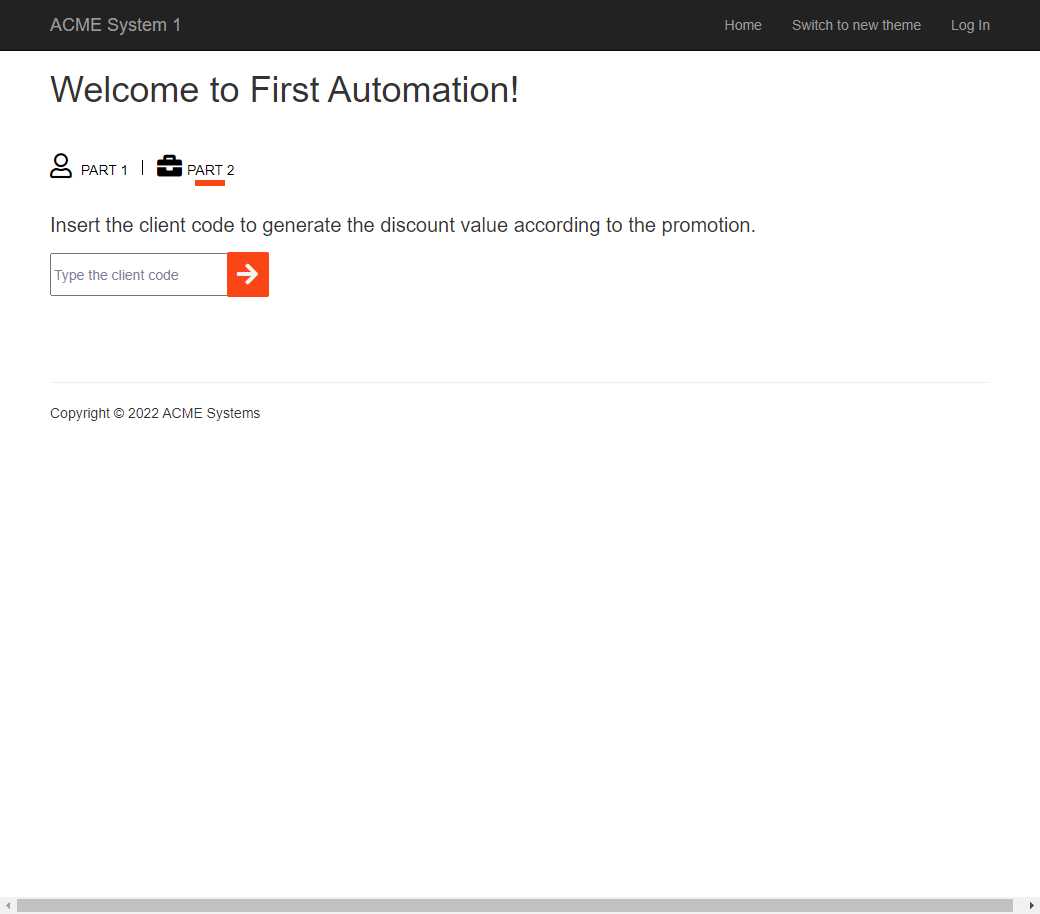 ACME System 1 Home Switch to new theme Log In
Welcome to First Automation!
PART 1 | PART 2
Insert the client code to generate the discount value according to the promotion.
Type the client code
Copyright © 2022 ACME Systems